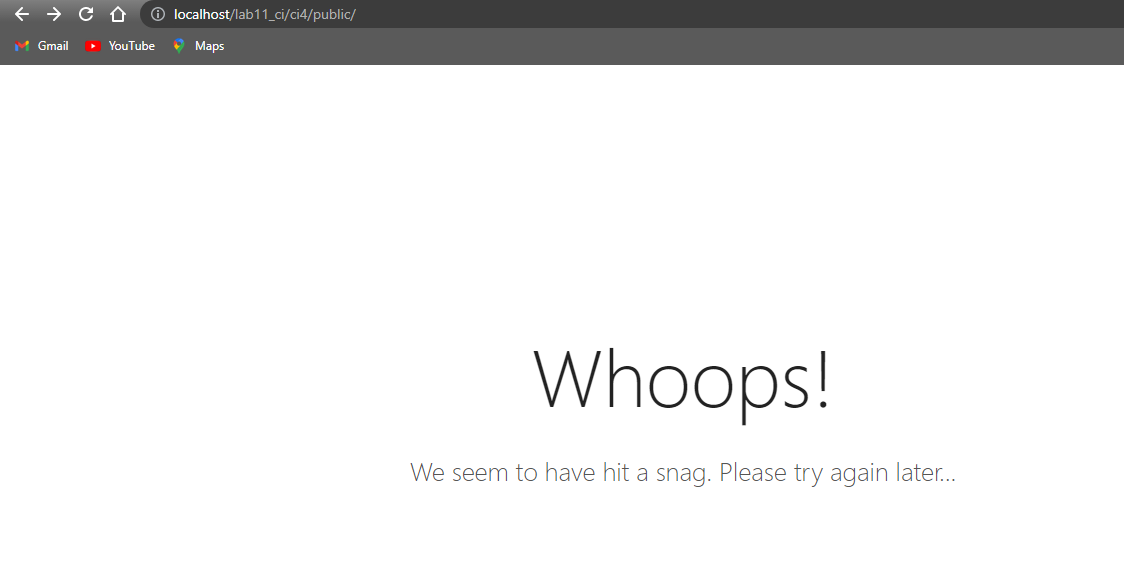 localhost/lab11_ci/ci4/public/
Gmail YouTube Maps
Whoops!
We seem to have hit a snag. Please try again later...